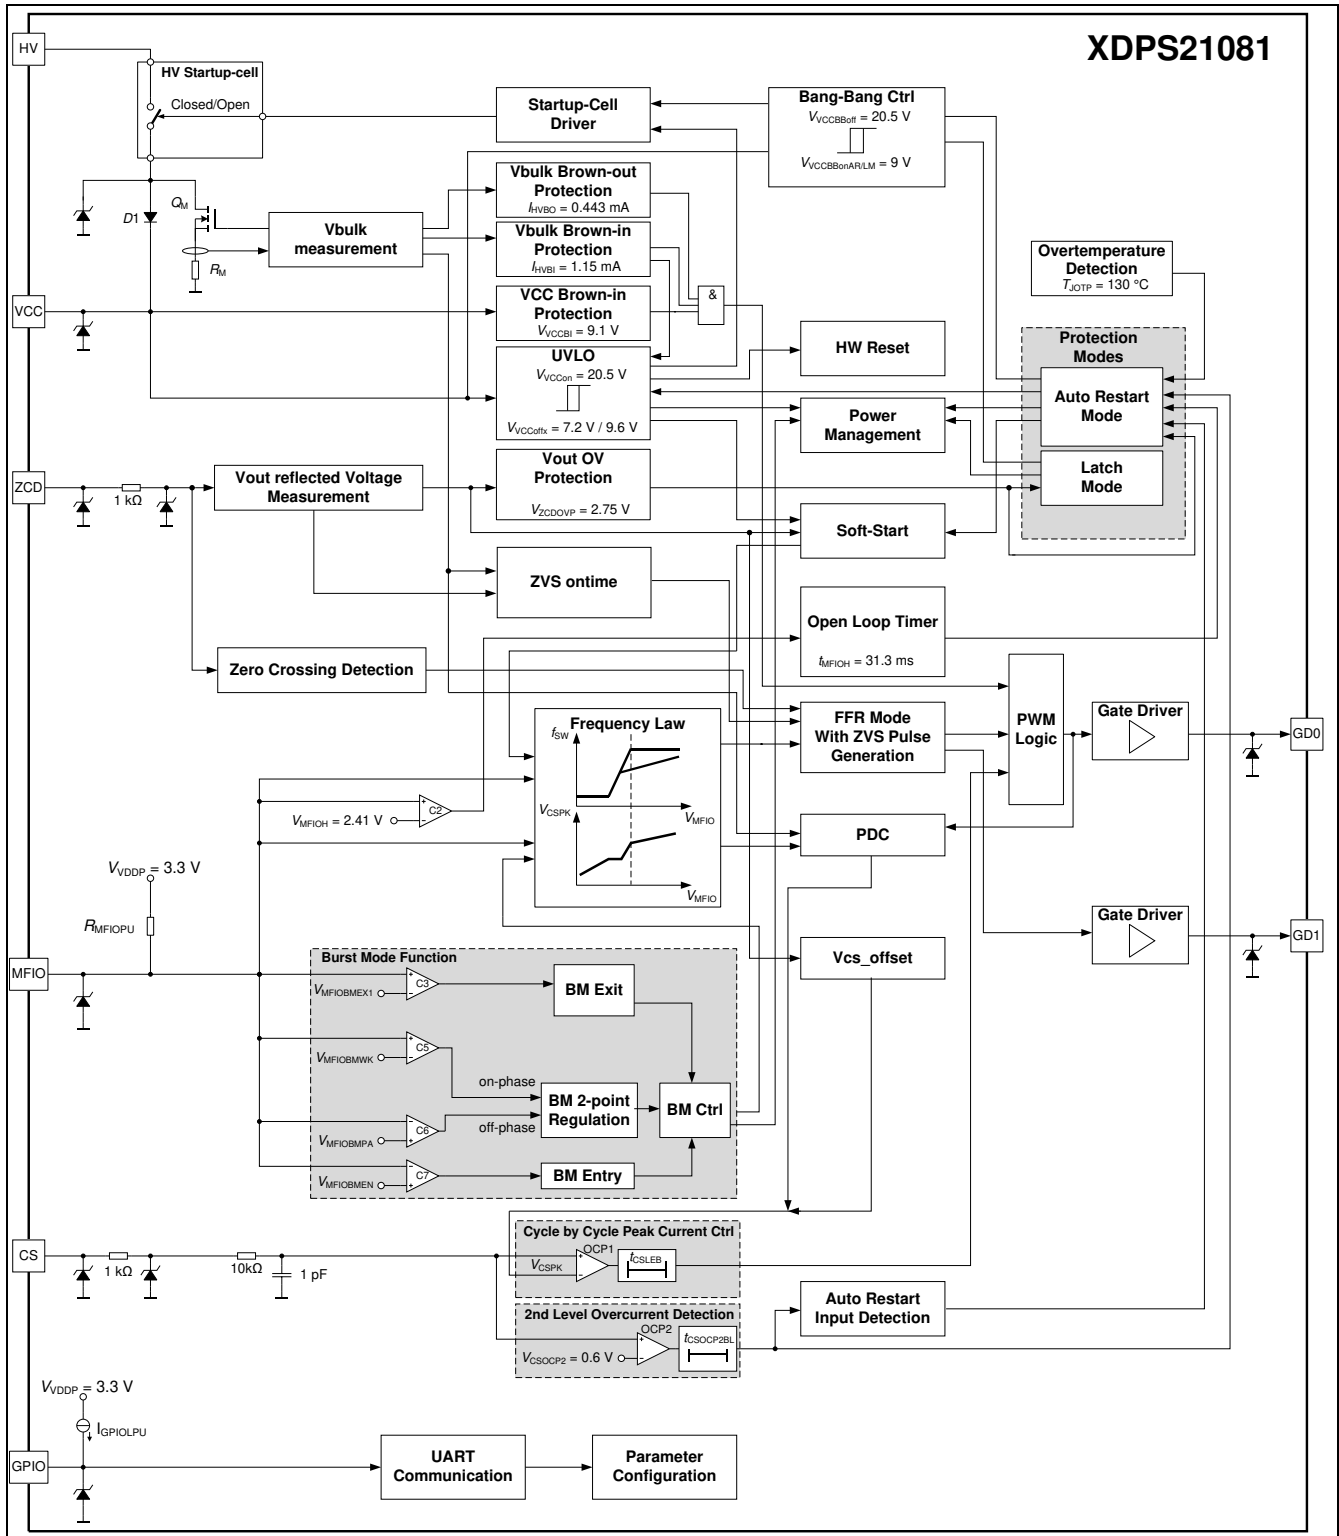 XDPS21081
HV
HV Startup-cell
Closed/Open
Startup-Cell
Driver
Bang-Bang Ctrl
VVCCBBoff = 20.5 V
VVCCBBonAR/LM = 9 V
D1
QM
RM
Vbulk
measurement
Vbulk Brown-out
Protection
IHVBO = 0.443 mA
Vbulk Brown-in
Protection
IHVBI = 1.15 mA
VCC Brown-in
Protection
VVCCBI = 9.1 V
&
Overtemperature
Detection
TJOTP = 130 °C
VCC
UVLO
VVCCon = 20.5 V
VVCCoffx = 7.2 V / 9.6 V
HW Reset
Power
Management
Protection
Modes
Auto Restart
Mode
Latch
Mode
ZCD
1 kΩ
Vout reflected Voltage
Measurement
Vout OV
Protection
VZCDOVP = 2.75 V
Soft-Start
ZVS ontime
Open Loop Timer
tMFIOH = 31.3 ms
Zero Crossing Detection
Frequency Law
fSW
VMFIO
VCSPK
VMFIO
FFR Mode
With ZVS Pulse
Generation
PWM
Logic
Gate Driver
GD0
C2
VMFIOH = 2.41 V
PDC
VVDDP = 3.3 V
RMFIOPU
Gate Driver
GD1
MFIO
Burst Mode Function
VMFIOBMEX1
C3
BM Exit
Vcs_offset
VMFIOBMWK
C5
on-phase
BM 2-point
Regulation
off-phase
BM Ctrl
VMFIOBMPA
C6
VMFIOBMEN
C7
BM Entry
CS
1 kΩ
10kΩ
1 pF
Cycle by Cycle Peak Current Ctrl
OCP1
VCSPK
tCSLEB
2nd Level Overcurrent Detection
OCP2
VCSOCP2 = 0.6 V
tCSOCP2BL
Auto Restart
Input Detection
VVDDP = 3.3 V
IGPIOLPU
GPIO
UART
Communication
Parameter
Configuration